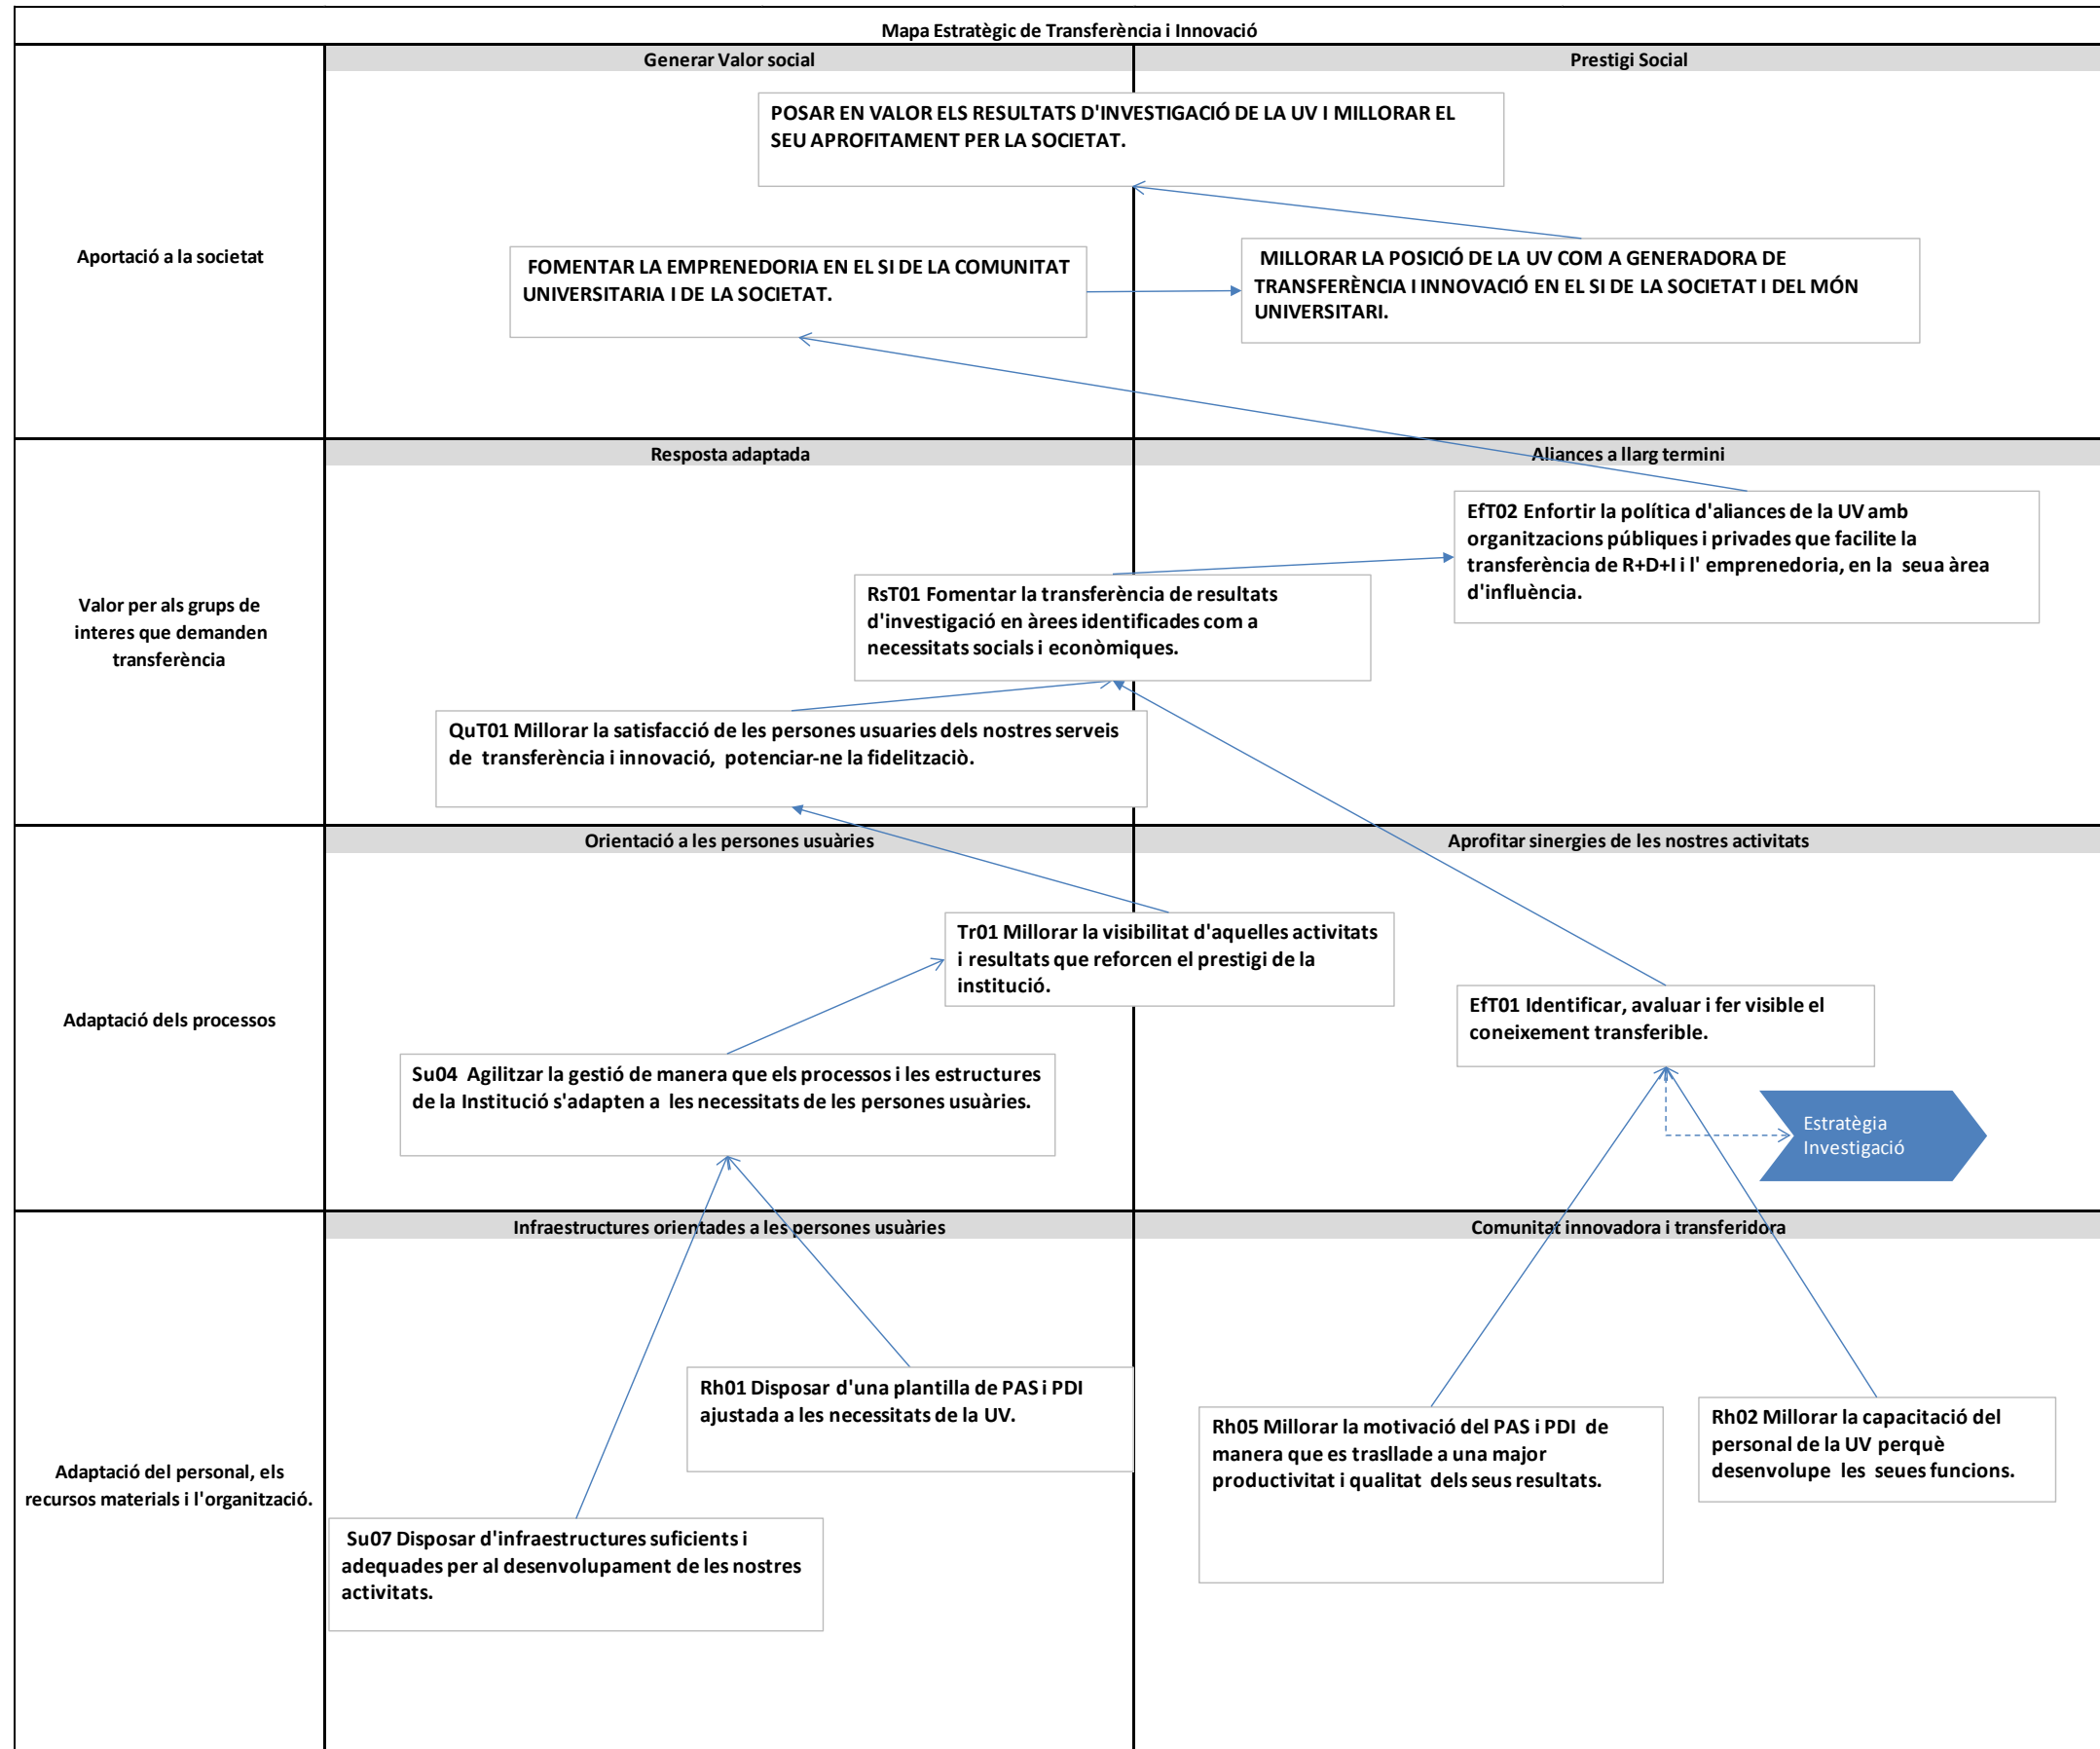 Mapa Estratègic de Transferència i Innovació
Generar Valor social
Prestigi Social
Aportació a la societat
POSAR EN VALOR ELS RESULTATS D'INVESTIGACIÓ DE LA UV I MILLORAR EL
SEU APROFITAMENT PER LA SOCIETAT.
FOMENTAR LA EMPRENEDORIA EN EL SI DE LA COMUNITAT
UNIVERSITARIA I DE LA SOCIETAT.
MILLORAR LA POSICIÓ DE LA UV COM A GENERADORA DE
TRANSFERÈNCIA I INNOVACIÓ EN EL SI DE LA SOCIETAT I DEL MÓN
UNIVERSITARI.
Resposta adaptada
Aliances a llarg termini
Valor per als grups de
interes que demanden
transferència
EfT02 Enfortir la política d'aliances de la UV amb
organitzacions públiques i privades que facilite la
transferència de R+D+I i l' emprenedoria, en la seua àrea
d'influència.
RsT01 Fomentar la transferència de resultats
d'investigació en àrees identificades com a
necessitats socials i econòmiques.
QuT01 Millorar la satisfacció de les persones usuaries dels nostres serveis
de transferència i innovació, potenciar-ne la fidelitzaciò.
Orientació a les persones usuàries
Aprofitar sinergies de les nostres activitats
Adaptació dels processos
Tr01 Millorar la visibilitat d'aquelles activitats
i resultats que reforcen el prestigi de la
institució.
EfT01 Identificar, avaluar i fer visible el
coneixement transferible.
Su04 Agilitzar la gestió de manera que els processos i les estructures
de la Institució s'adapten a les necessitats de les persones usuàries.
Estratègia
Investigació
Infraestructures orientades a les persones usuàries
Comunitat innovadora i transferidora
Adaptació del personal, els
recursos materials i l'organització.
Rh01 Disposar d'una plantilla de PAS i PDI
ajustada a les necessitats de la UV.
Rh05 Millorar la motivació del PAS i PDI de
manera que es trasllade a una major
productivitat i qualitat dels seus resultats.
Rh02 Millorar la capacitació del
personal de la UV perquè
desenvolupe les seues funcions.
Su07 Disposar d'infraestructures suficients i
adequades per al desenvolupament de les nostres
activitats.